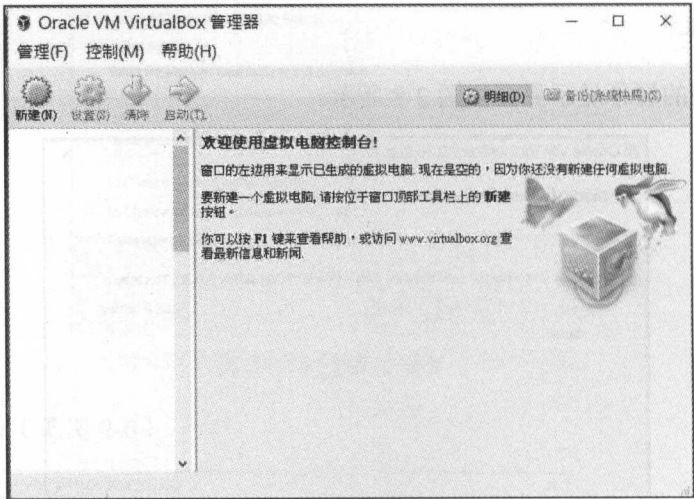 Oracle VM VirtualBox 管理器
管理(F) 控制(M) 帮助(H)
新建(N) 设置(S) 清除 启动(T) 明细(D) 备份[系统快照](S)
欢迎使用虚拟电脑控制台!
窗口的左边用来显示已生成的虚拟电脑. 现在是空的，因为你还没有新建任何虚拟电脑.
要新建一个虚拟电脑, 请按位于窗口顶部工具栏上的 新建
按钮。
你可以按 F1 键来查看帮助，或访问 www.virtualbox.org 查
看最新信息和新闻.